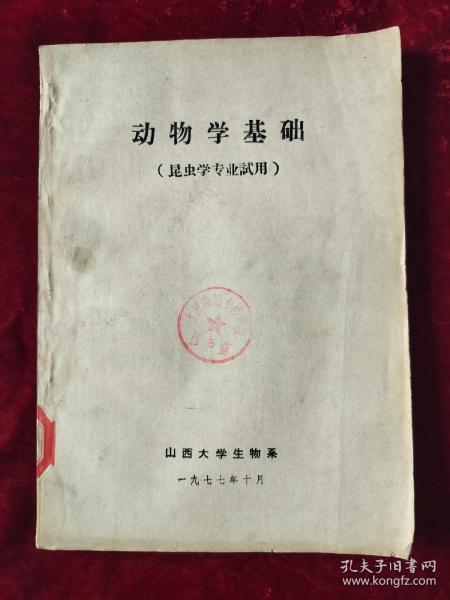 动物学基础
（昆虫学专业試用）
山西大学生物系
一九七七年十月
孔夫子旧书网
www.kongfz.com